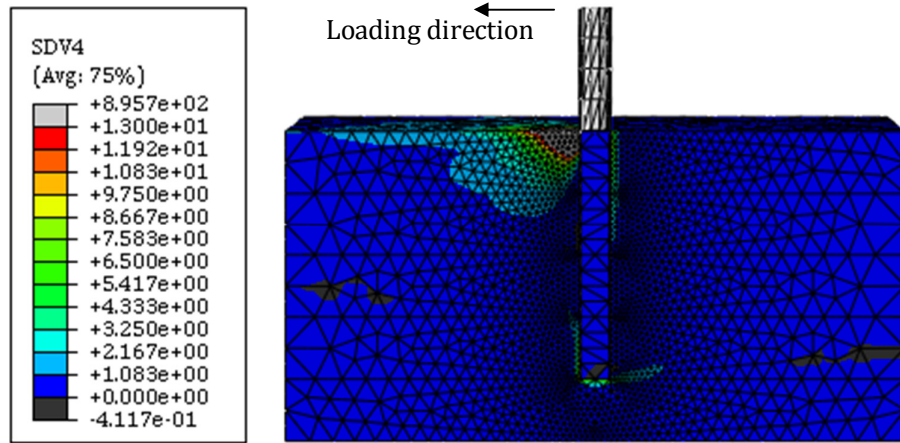 Loading direction
SDV4
(Avg: 75%)
+8.957e+02
+1.300e+01
+1.192e+01
+1.083e+01
+9.750e+00
+8.667e+00
+7.583e+00
+6.500e+00
+5.417e+00
+4.333e+00
+3.250e+00
+2.167e+00
+1.083e+00
+0.000e+00
-4.117e-01